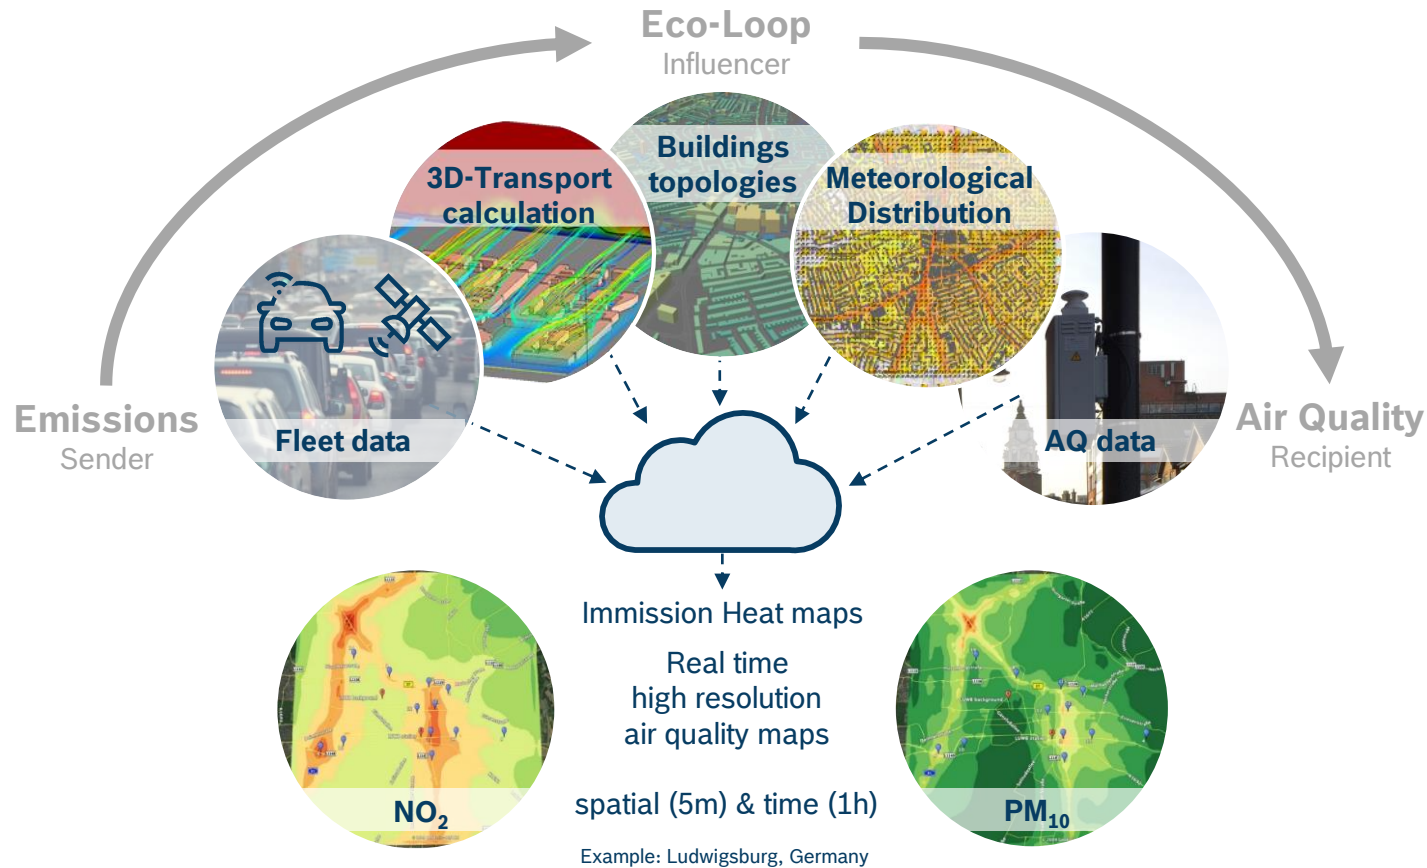 Eco-Loop
Influencer
Buildings
topologies
3D-Transport
calculation
Meteorological
Distribution
Emissions
Sender
Fleet data
AQ data
Air Quality
Recipient
Immission Heat maps
Real time
high resolution
air quality maps
spatial (5m) & time (1h)
NO₂
PM₁₀
Example: Ludwigsburg, Germany